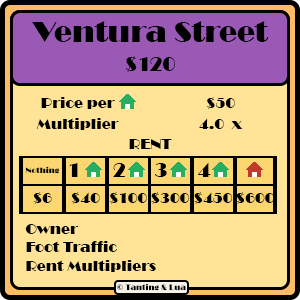 Ventura Street
$120
Price per $50
Multiplier 4.0 x
RENT
Nothing 1 2 3 4
$6 $40 $100 $300 $450 $600
Owner
Foot Traffic
Rent Multipliers
© Tanting & Lua